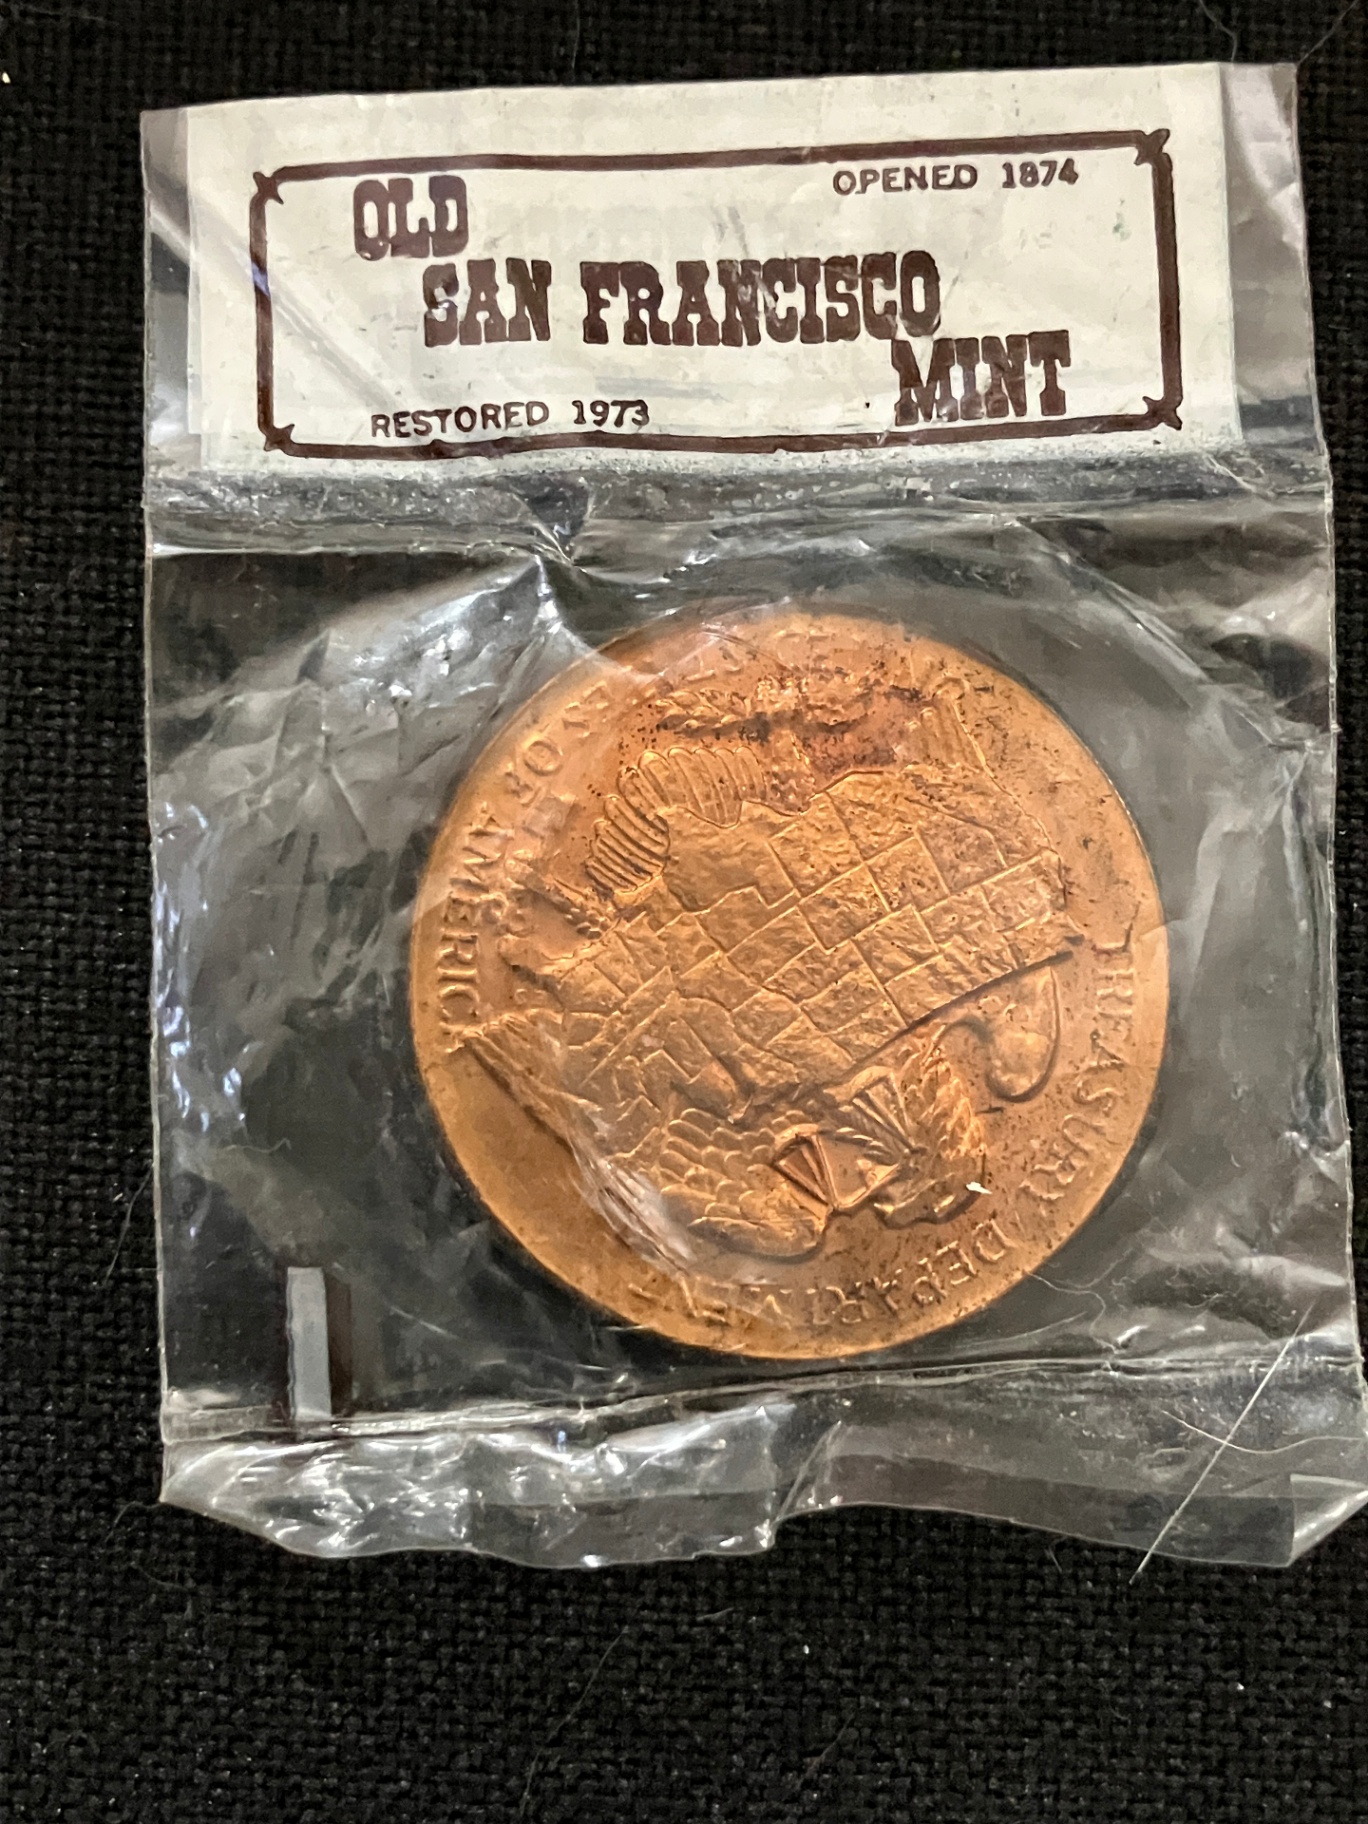 OLD
OPENED 1874
SAN FRANCISCO
MINT
RESTORED 1973
OF AMERICA
TREASURY DEPARTMENT